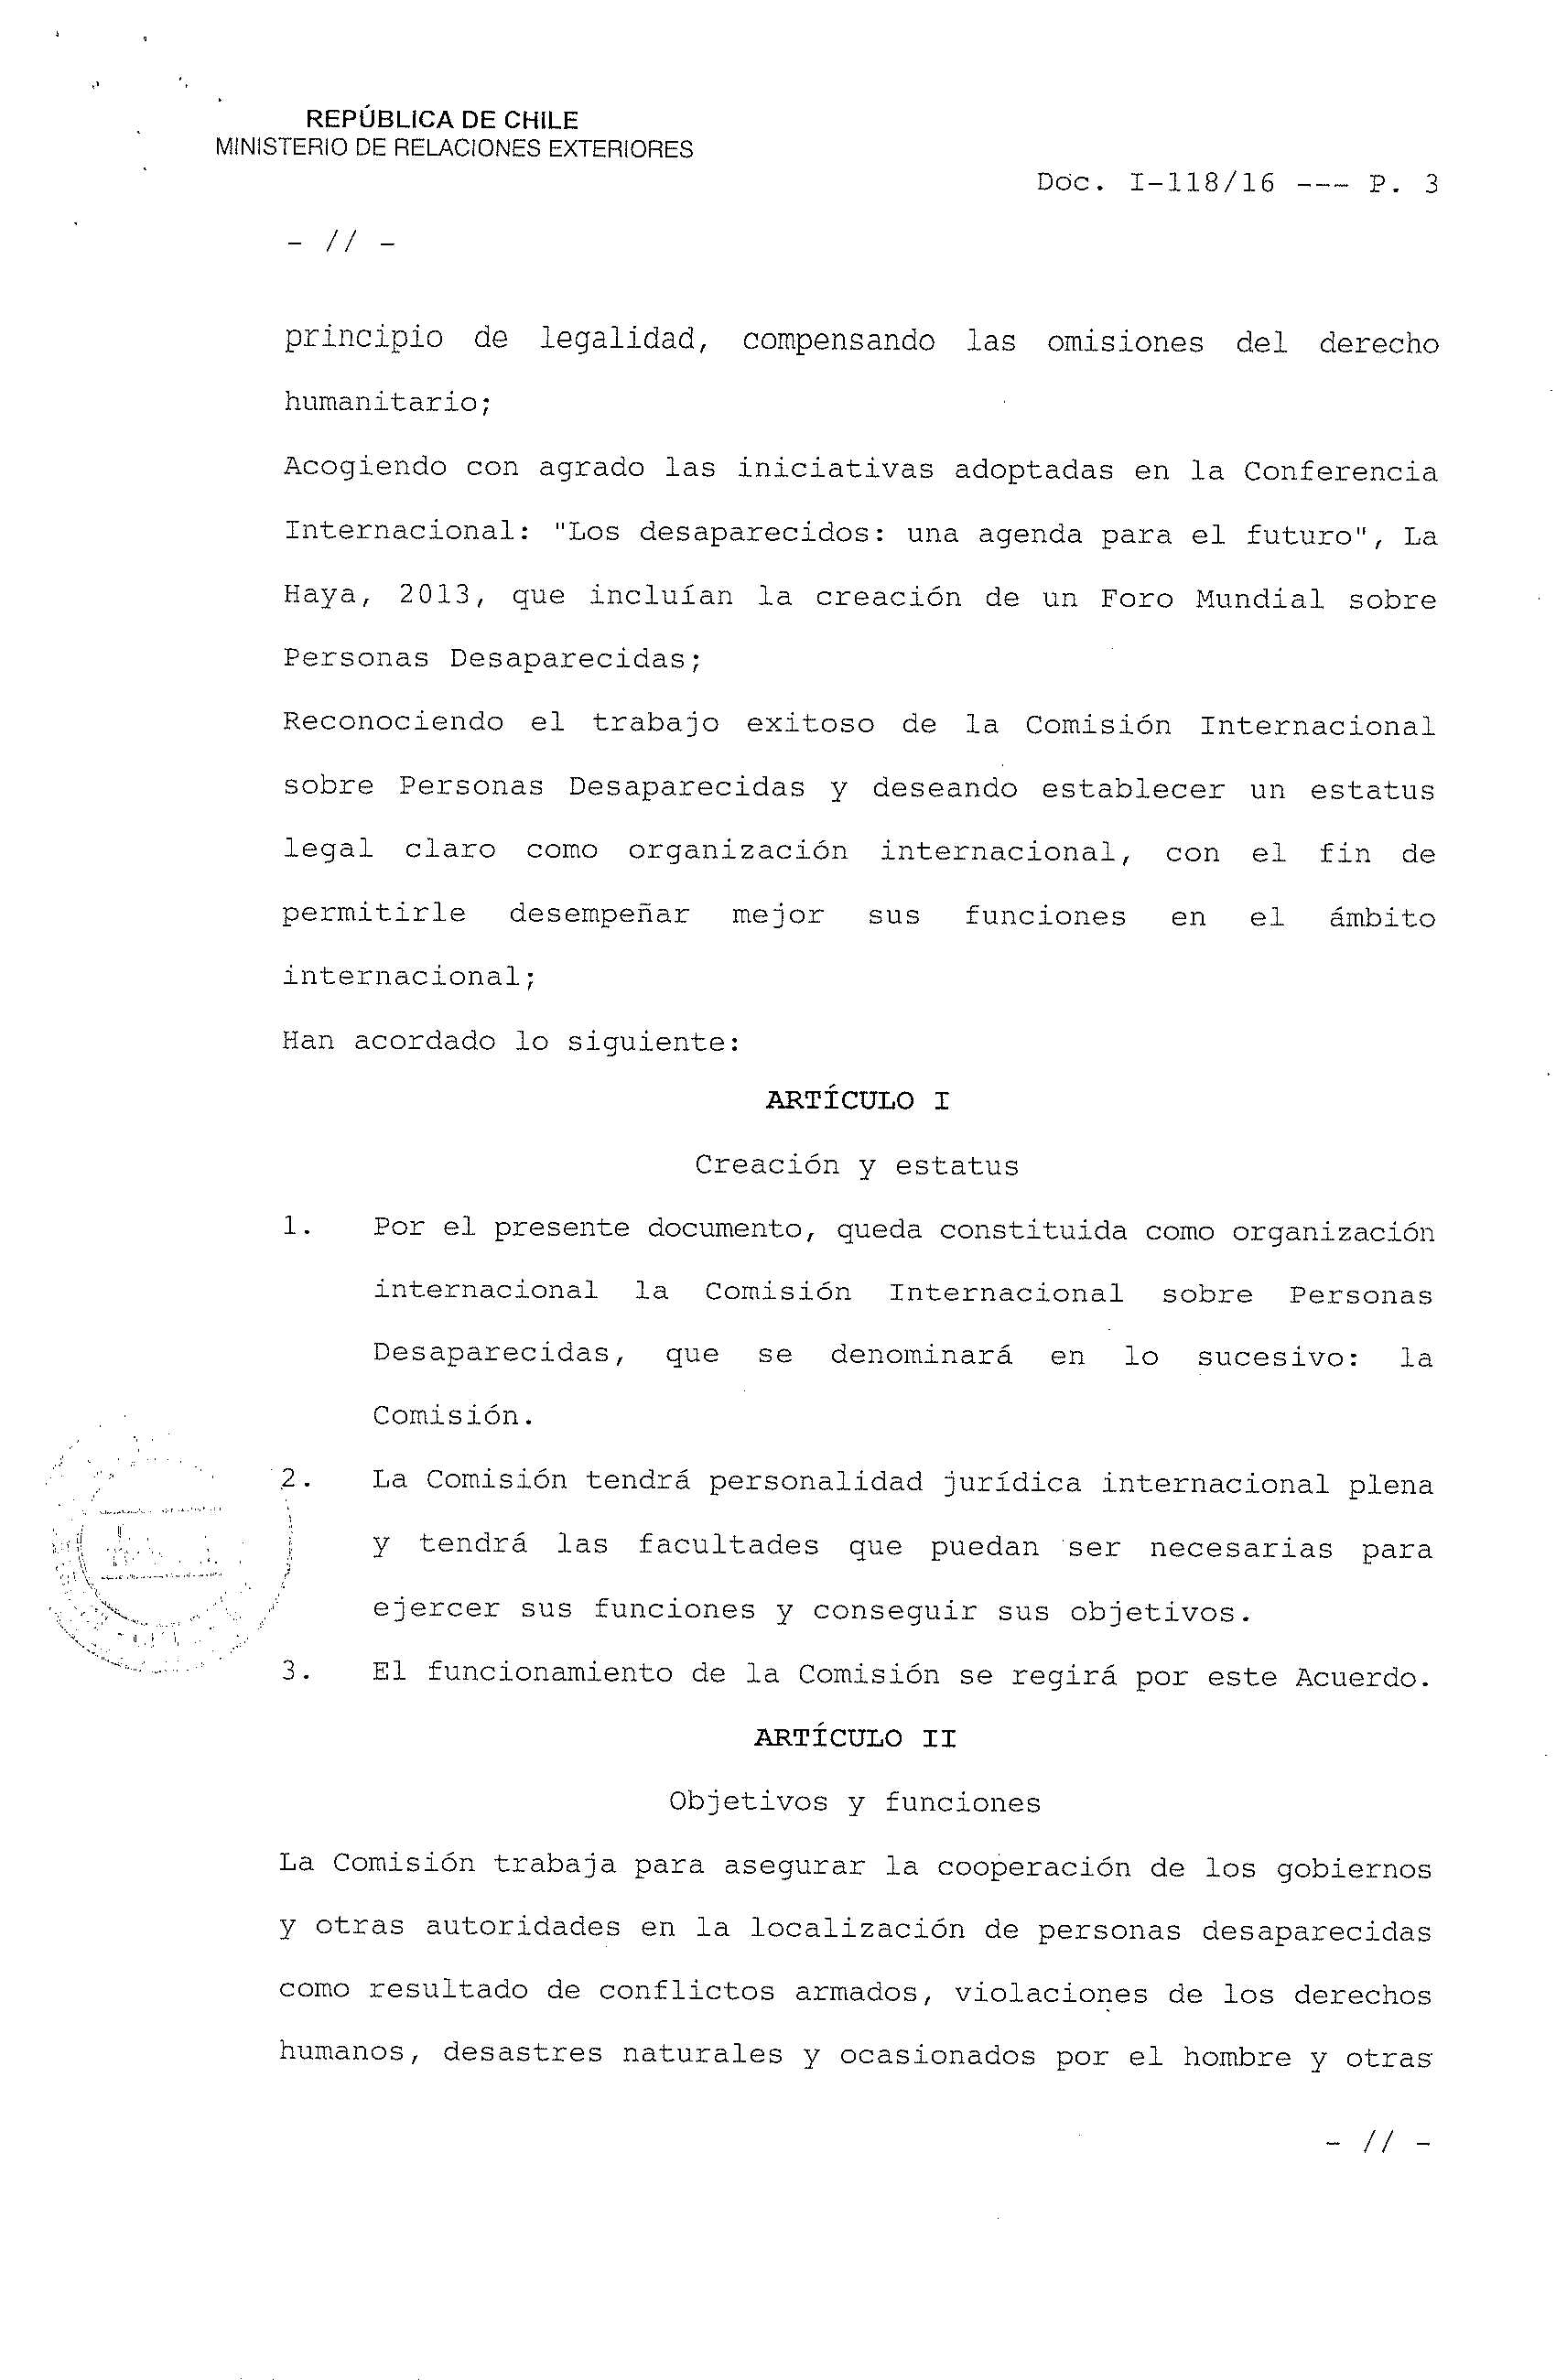 REPÚBLICA DE CHILE
MINISTERIO DE RELACIONES EXTERIORES
Doc. I-118/16 --- P. 3
- // -
principio de legalidad, compensando las omisiones del derecho
humanitario;
Acogiendo con agrado las iniciativas adoptadas en la Conferencia
Internacional: "Los desaparecidos: una agenda para el futuro", La
Haya, 2013, que incluían la creación de un Foro Mundial sobre
Personas Desaparecidas;
Reconociendo el trabajo exitoso de la Comisión Internacional
sobre Personas Desaparecidas y deseando establecer un estatus
legal claro como organización internacional, con el fin de
permitirle desempeñar mejor sus funciones en el ámbito
internacional;
Han acordado lo siguiente:
ARTÍCULO I
Creación y estatus
1. Por el presente documento, queda constituida como organización
internacional la Comisión Internacional sobre Personas
Desaparecidas, que se denominará en lo sucesivo: la
Comisión.
2. La Comisión tendrá personalidad jurídica internacional plena
y tendrá las facultades que puedan ser necesarias para
ejercer sus funciones y conseguir sus objetivos.
3. El funcionamiento de la Comisión se regirá por este Acuerdo.
ARTÍCULO II
Objetivos y funciones
La Comisión trabaja para asegurar la cooperación de los gobiernos
y otras autoridades en la localización de personas desaparecidas
como resultado de conflictos armados, violaciones de los derechos
humanos, desastres naturales y ocasionados por el hombre y otras
- // -